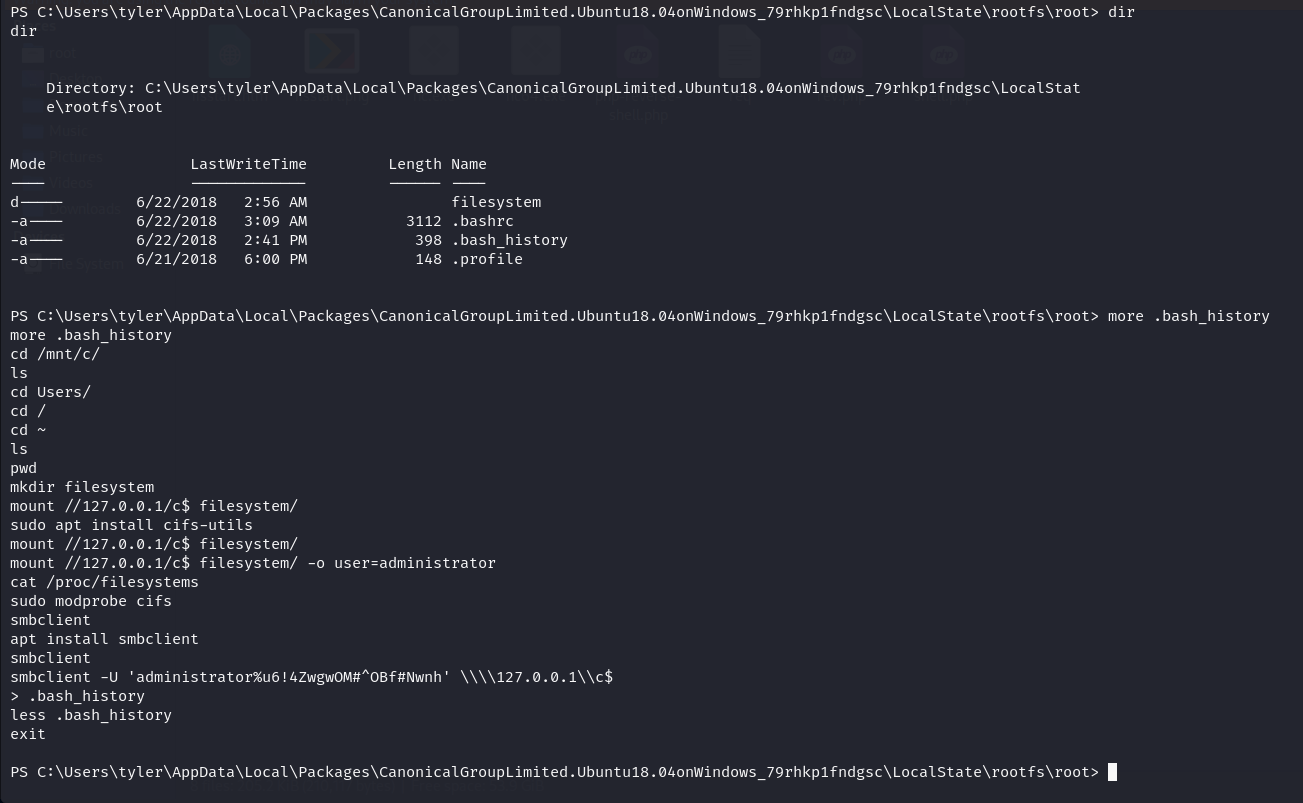 PS C:\Users\tyler\AppData\Local\Packages\CanonicalGroupLimited.Ubuntu18.04onWindows_79rhkp1fndgsc\LocalState\rootfs\root> dir
dir
Directory: C:\Users\tyler\AppData\Local\Packages\CanonicalGroupLimited.Ubuntu18.04onWindows_79rhkp1fndgsc\LocalStat
e\rootfs\root
Mode                LastWriteTime         Length Name
----                -------------         ------ ----
d-----        6/22/2018   2:56 AM                filesystem
-a----        6/22/2018   3:09 AM           3112 .bashrc
-a----        6/22/2018   2:41 PM            398 .bash_history
-a----        6/21/2018   6:00 PM            148 .profile
PS C:\Users\tyler\AppData\Local\Packages\CanonicalGroupLimited.Ubuntu18.04onWindows_79rhkp1fndgsc\LocalState\rootfs\root> more .bash_history
more .bash_history
cd /mnt/c/
ls
cd Users/
cd /
cd ~
ls
pwd
mkdir filesystem
mount //127.0.0.1/c$ filesystem/
sudo apt install cifs-utils
mount //127.0.0.1/c$ filesystem/
mount //127.0.0.1/c$ filesystem/ -o user=administrator
cat /proc/filesystems
sudo modprobe cifs
smbclient
apt install smbclient
smbclient
smbclient -U 'administrator%u6!4ZwgwOM#^OBf#Nwnh' \\\\127.0.0.1\\c$
> .bash_history
less .bash_history
exit
PS C:\Users\tyler\AppData\Local\Packages\CanonicalGroupLimited.Ubuntu18.04onWindows_79rhkp1fndgsc\LocalState\rootfs\root>